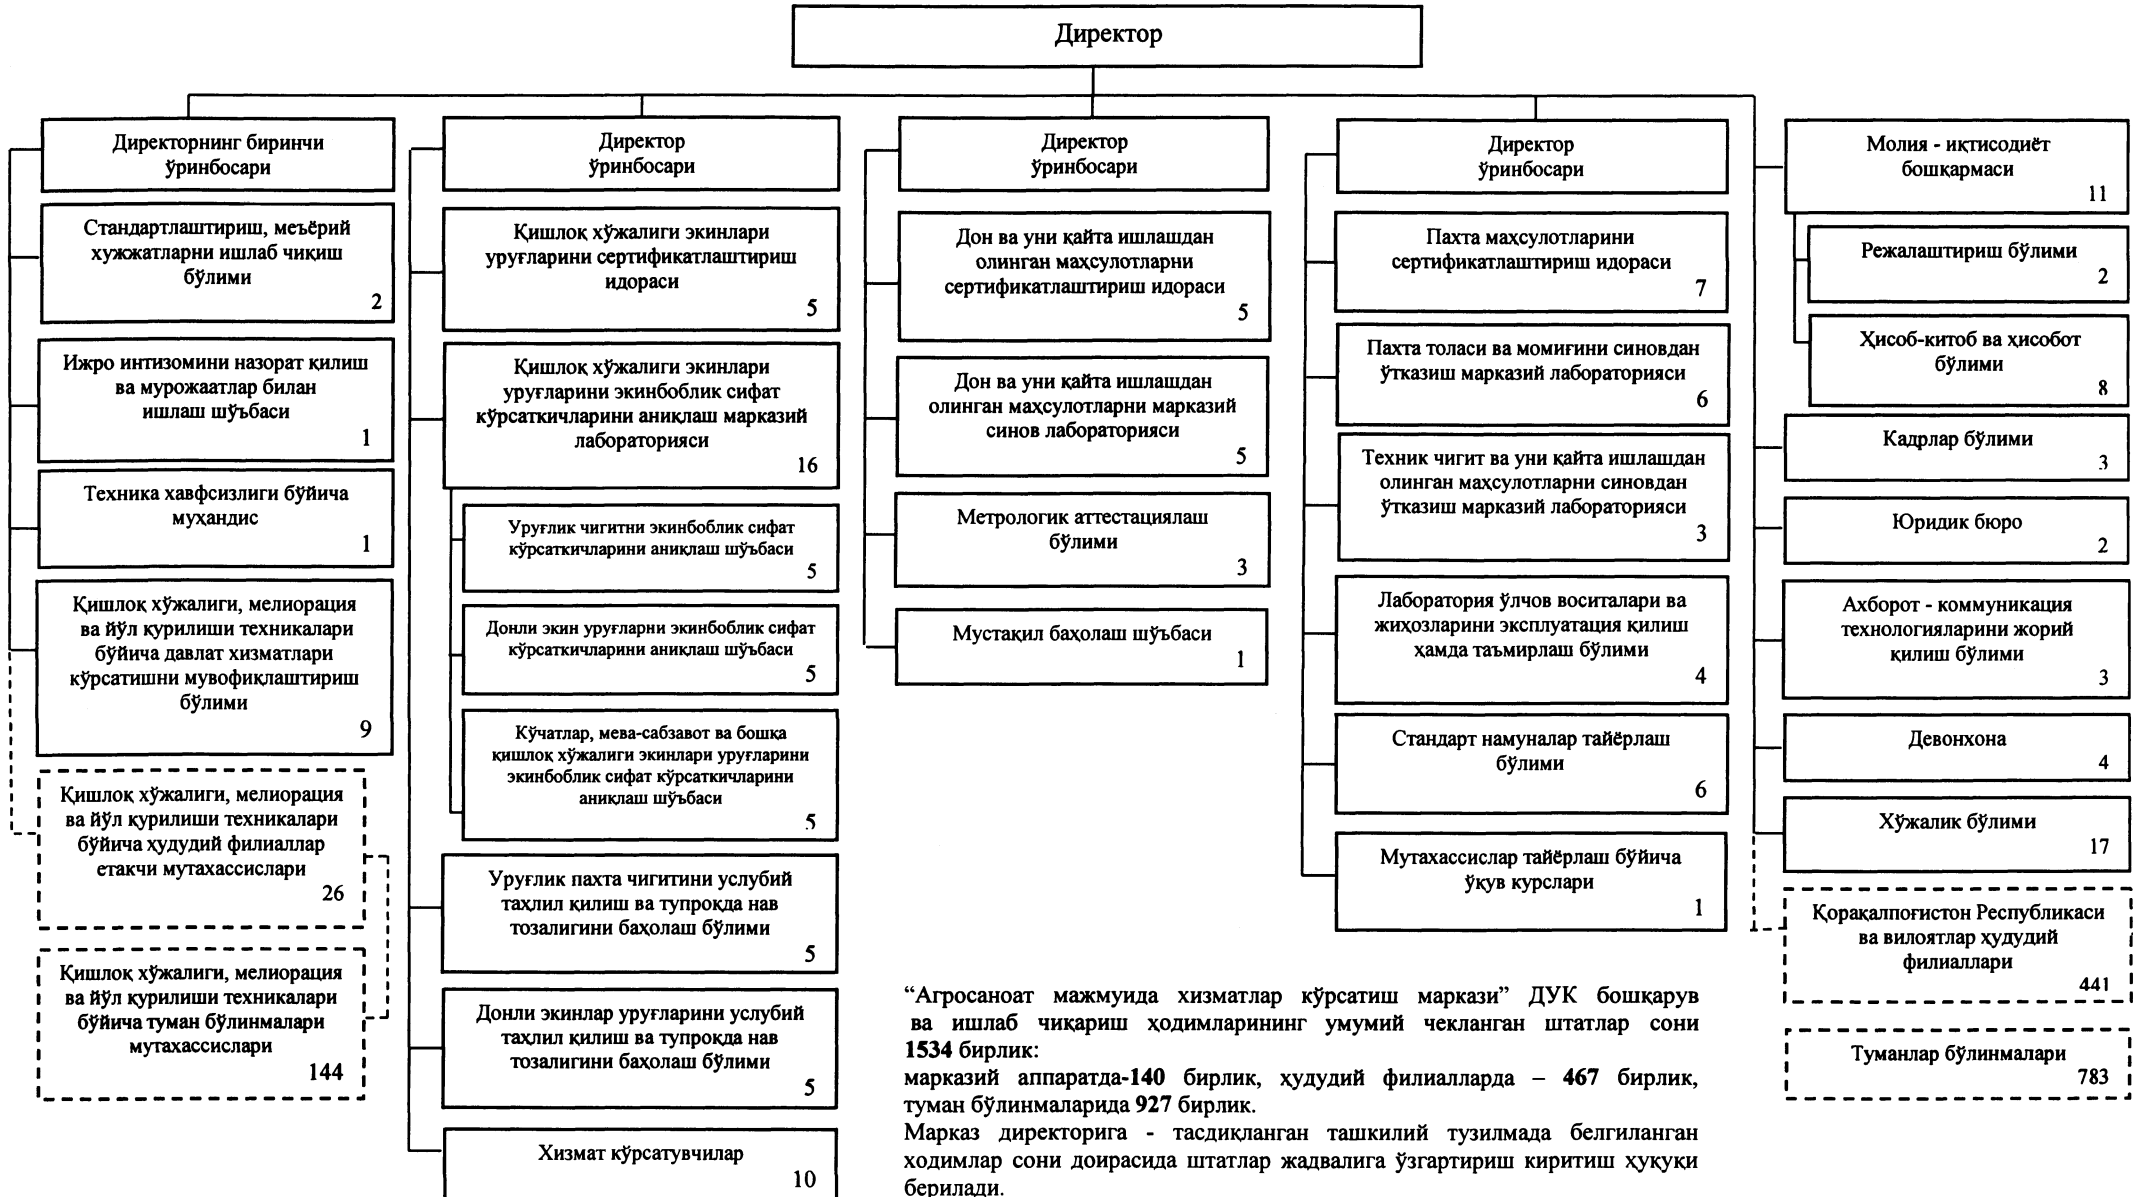 Директор
Директорнинг биринчи
ўринбосари
Стандартлаштириш, меъёрий
хужжатларни ишлаб чиқиш
бўлими
2
Ижро интизомини назорат қилиш
ва мурожаатлар билан
ишлаш шўъбаси
1
Техника хавфсизлиги бўйича
муҳандис
1
Қишлоқ хўжалиги, мелиорация
ва йўл қурилиши техникалари
бўйича давлат хизматлари
кўрсатишни мувофиқлаштириш
бўлими
9
Қишлоқ хўжалиги, мелиорация
ва йўл қурилиши техникалари
бўйича ҳудудий филиаллар
етакчи мутахассислари
26
Қишлоқ хўжалиги, мелиорация
ва йўл қурилиши техникалари
бўйича туман бўлинмалари
мутахассислари
144
Директор
ўринбосари
Қишлоқ хўжалиги экинлари
уруғларини сертификатлаштириш
идораси
5
Қишлоқ хўжалиги экинлари
уруғларини экинбоблик сифат
кўрсаткичларини аниқлаш марказий
лабораторияси
16
Уруғлик чигитни экинбоблик сифат
кўрсаткичларини аниқлаш шўъбаси
5
Донли экин уруғларни экинбоблик сифат
кўрсаткичларини аниқлаш шўъбаси
5
Кўчатлар, мева-сабзавот ва бошқа
қишлоқ хўжалиги экинлари уруғларини
экинбоблик сифат кўрсаткичларини
аниқлаш шўъбаси
5
Уруғлик пахта чигитини услубий
таҳлил қилиш ва тупроқда нав
тозалигини баҳолаш бўлими
5
Донли экинлар уруғларини услубий
таҳлил қилиш ва тупроқда нав
тозалигини баҳолаш бўлими
5
Хизмат кўрсатувчилар
10
Директор
ўринбосари
Дон ва уни қайта ишлашдан
олинган маҳсулотларни
сертификатлаштириш идораси
5
Дон ва уни қайта ишлашдан
олинган маҳсулотларни марказий
синов лабораторияси
5
Метрологик аттестациялаш
бўлими
3
Мустақил баҳолаш шўъбаси
1
Директор
ўринбосари
Пахта маҳсулотларини
сертификатлаштириш идораси
7
Пахта толаси ва момиғини синовдан
ўтказиш марказий лабораторияси
6
Техник чигит ва уни қайта ишлашдан
олинган маҳсулотларни синовдан
ўтказиш марказий лабораторияси
3
Лаборатория ўлчов воситалари ва
жиҳозларини эксплуатация қилиш
ҳамда таъмирлаш бўлими
4
Стандарт намуналар тайёрлаш
бўлими
6
Мутахассислар тайёрлаш бўйича
ўқув курслари
1
Молия - иқтисодиёт
бошқармаси
11
Режалаштириш бўлими
2
Ҳисоб-китоб ва ҳисобот
бўлими
8
Кадрлар бўлими
3
Юридик бюро
2
Ахборот - коммуникация
технологияларини жорий
қилиш бўлими
3
Девонхона
4
Хўжалик бўлими
17
Қорақалпоғистон Республикаси
ва вилоятлар ҳудудий
филиаллари
441
Туманлар бўлинмалари
783
“Агросаноат мажмуида хизматлар кўрсатиш маркази” ДУК бошқарув
ва ишлаб чиқариш ҳодимларининг умумий чекланган штатлар сони
1534 бирлик:
марказий аппаратда-140 бирлик, ҳудудий филиалларда – 467 бирлик,
туман бўлинмаларида 927 бирлик.
Марказ директорига - тасдиқланган ташкилий тузилмада белгиланган
ходимлар сони доирасида штатлар жадвалига ўзгартириш киритиш ҳуқуқи
берилади.